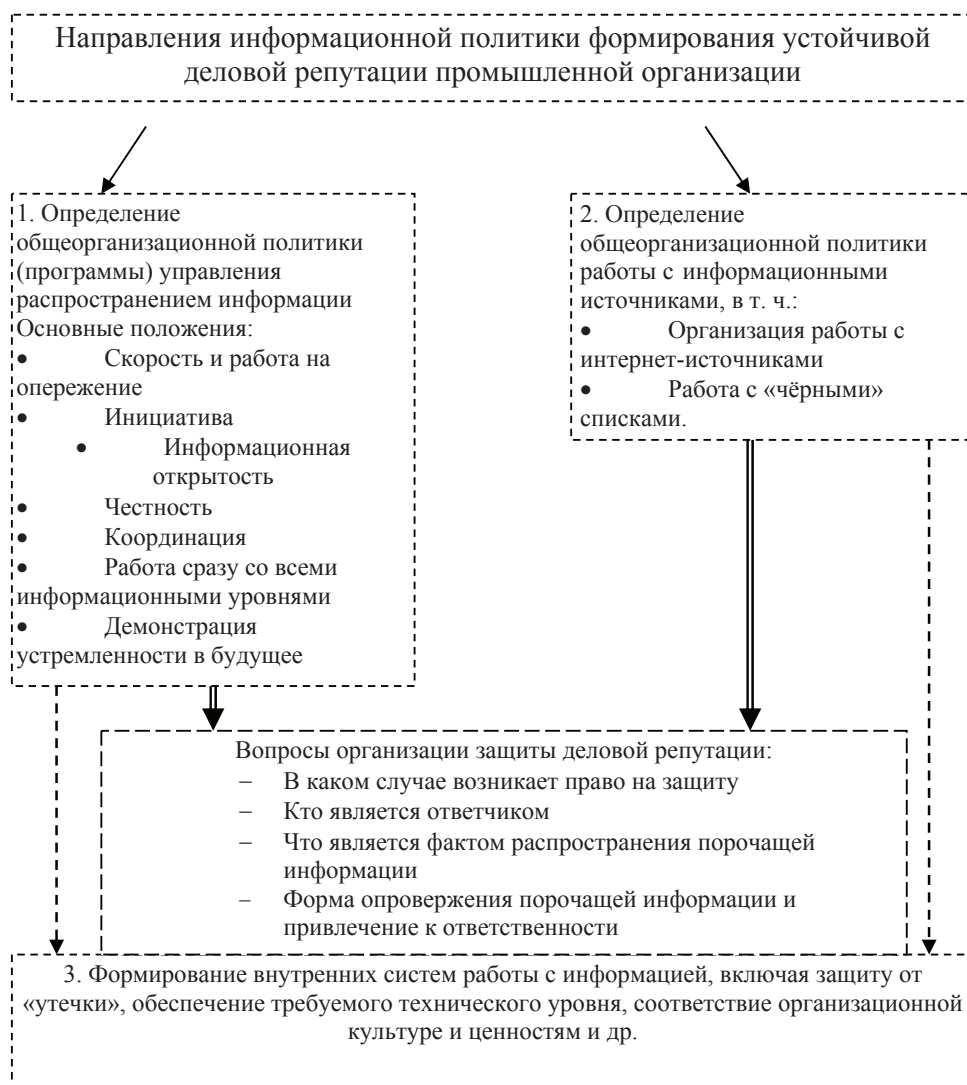 Направления информационной политики формирования устойчивой
деловой репутации промышленной организации
1. Определение
общеорганизационной политики
(программы) управления
распространением информации
Основные положения:
• Скорость и работа на
опережение
• Инициатива
• Информационная
открытость
• Честность
• Координация
• Работа сразу со всеми
информационными уровнями
• Демонстрация
устремленности в будущее
2. Определение
общеорганизационной политики
работы с информационными
источниками, в т. ч.:
• Организация работы с
интернет-источниками
• Работа с «чёрными»
списками.
Вопросы организации защиты деловой репутации:
− В каком случае возникает право на защиту
− Кто является ответчиком
− Что является фактом распространения порочащей
информации
− Форма опровержения порочащей информации и
привлечение к ответственности
3. Формирование внутренних систем работы с информацией, включая защиту от
«утечки», обеспечение требуемого технического уровня, соответствие организационной
культуре и ценностям и др.